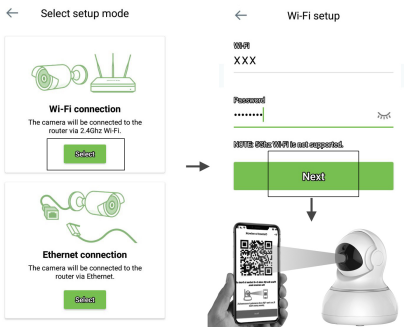 Select setup mode
Wi-Fi connection
The camera will be connected to the
router via 2.4Ghz Wi-Fi.
Select
Ethernet connection
The camera will be connected to the
router via Ethernet.
Select
Wi-Fi setup
Wi-Fi
XXX
Password
••••••••
NOTE: 5Ghz Wi-Fi is not supported.
Next